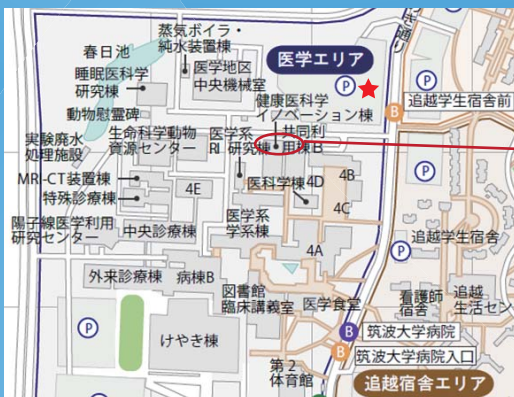 蒸気ボイラ・
純水装置棟
医学エリア
春日池
睡眠医科学
研究棟
医学地区
中央機械室
P
P
動物慰霊碑
健康医科学
イノベーション棟
B
追越学生宿舎前
実験廃水
処理施設
生命科学動物
資源センター
医学系
RI 研究棟
共同利
用棟B
MRI-CT装置棟
特殊診療棟
4E
医科学棟
4D
4B
4C
P
陽子線医学利用
研究センター
中央診療棟
医学系
学系棟
4A
追越学生宿舎
P
外来診療棟
病棟B
図書館
臨床講義室
医学食堂
看護師
宿舎
追越
生活セン
P
けやき棟
B
筑波大学病院
B
筑波大学病院入口
第2
体育館
追越宿舎エリア
P